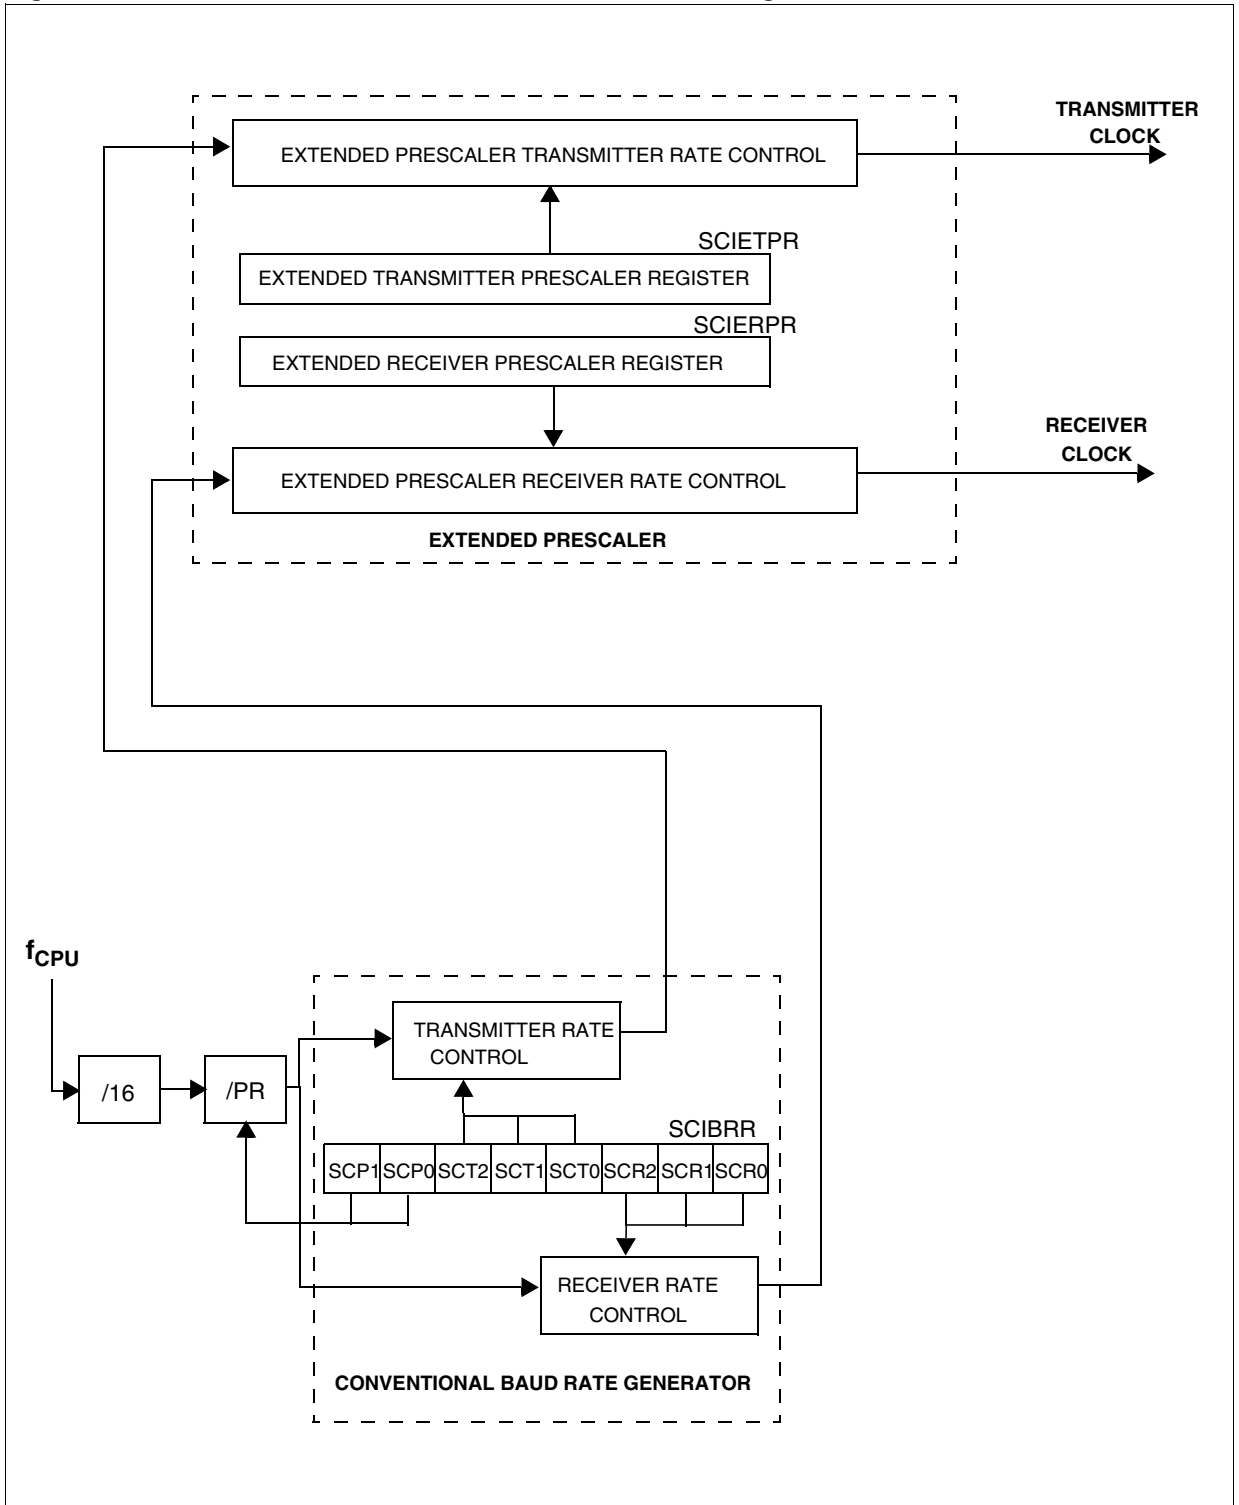 TRANSMITTER
CLOCK
EXTENDED PRESCALER TRANSMITTER RATE CONTROL
SCIETPR
EXTENDED TRANSMITTER PRESCALER REGISTER
SCIERPR
EXTENDED RECEIVER PRESCALER REGISTER
RECEIVER
CLOCK
EXTENDED PRESCALER RECEIVER RATE CONTROL
EXTENDED PRESCALER
fCPU
TRANSMITTER RATE
CONTROL
/16
/PR
SCIBRR
SCP1 SCP0 SCT2 SCT1 SCT0 SCR2 SCR1 SCR0
RECEIVER RATE
CONTROL
CONVENTIONAL BAUD RATE GENERATOR